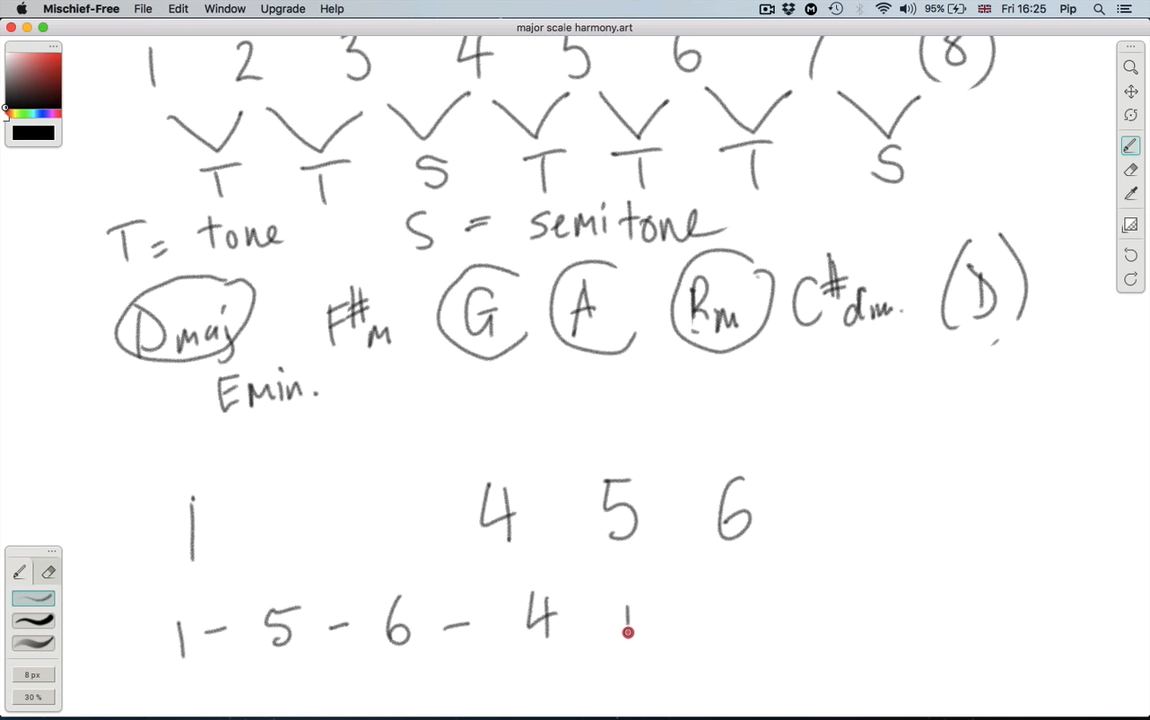 Mischief-Free File Edit View Window Upgrade Help 95% Fri 16:25 Pip
major scale harmony.art
1 2 3 4 5 6 7 (8)
T T S T T T S
T = tone S = semitone
Dmaj F#m G A Bm C#dim. (D)
Emin.
1 4 5 6
1 - 5 - 6 - 4
8 px
30 %